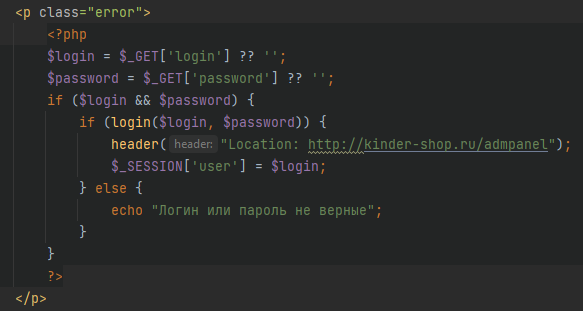 <p class="error">
<?php
$login = $_GET['login'] ?? '';
$password = $_GET['password'] ?? '';
if ($login && $password) {
if (login($login, $password)) {
header( header: "Location: http://kinder-shop.ru/admpanel");
$_SESSION['user'] = $login;
} else {
echo "Логин или пароль не верные";
}
}
?>
</p>